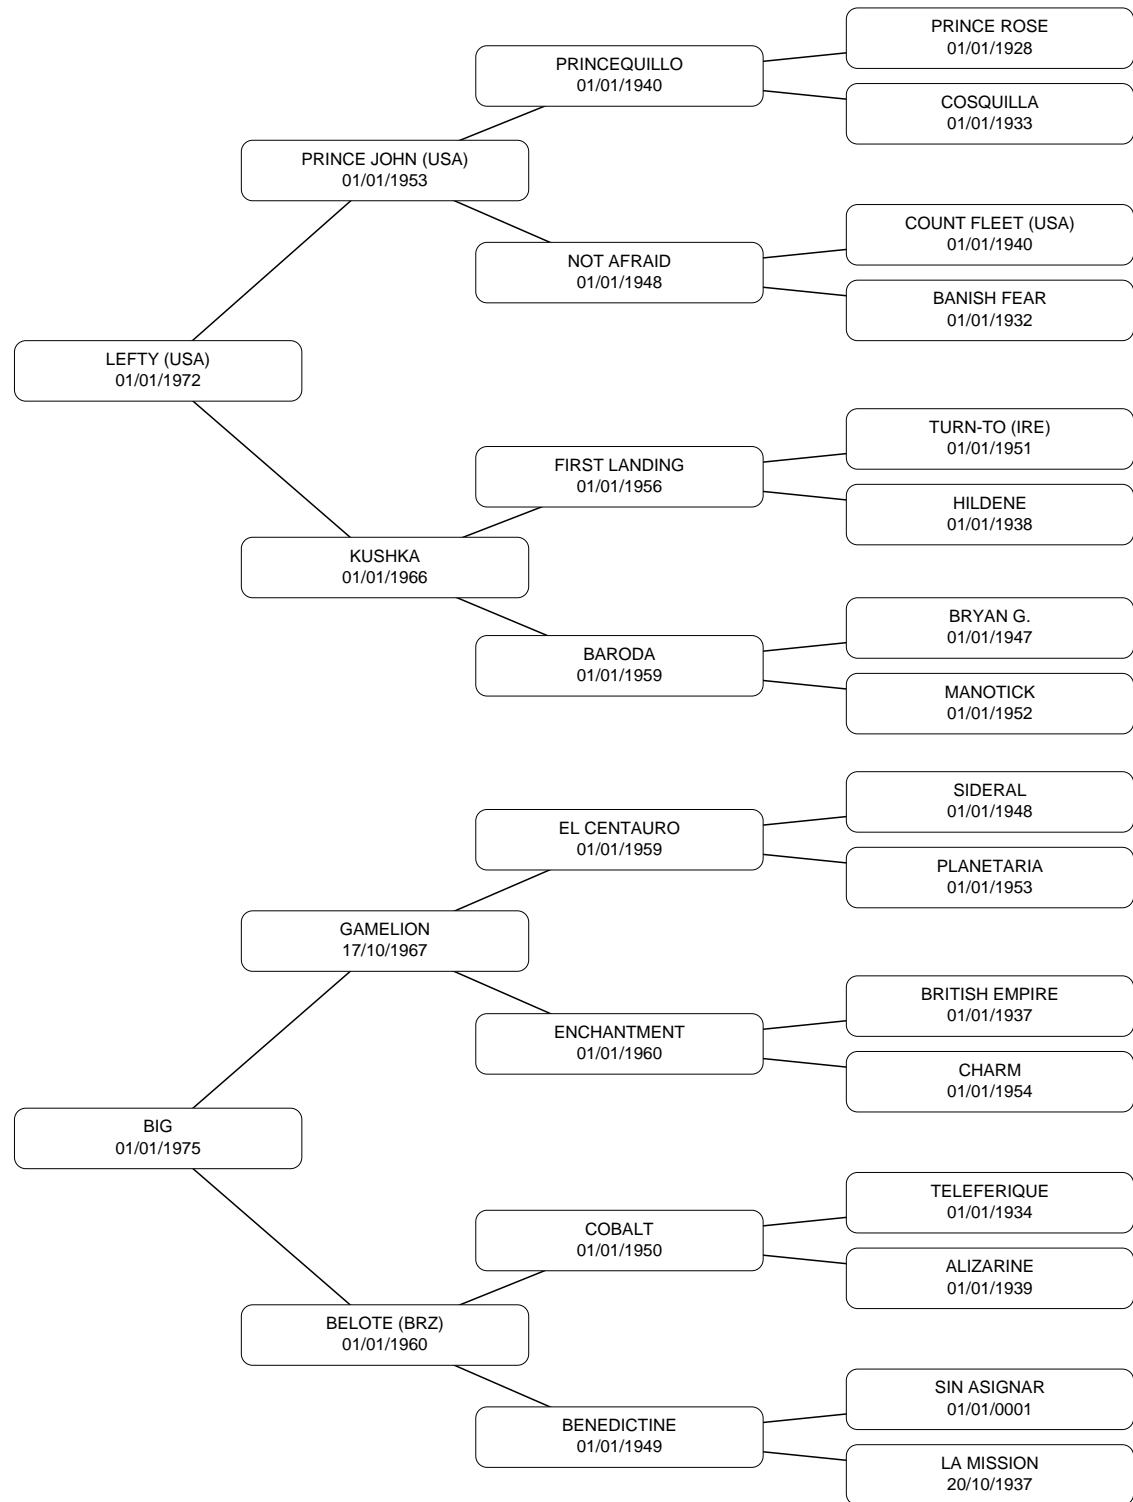 PRINCE ROSE
01/01/1928
PRINCEQUILLO
01/01/1940
COSQUILLA
01/01/1933
PRINCE JOHN (USA)
01/01/1953
COUNT FLEET (USA)
01/01/1940
NOT AFRAID
01/01/1948
BANISH FEAR
01/01/1932
LEFTY (USA)
01/01/1972
TURN-TO (IRE)
01/01/1951
FIRST LANDING
01/01/1956
HILDENE
01/01/1938
KUSHKA
01/01/1966
BRYAN G.
01/01/1947
BARODA
01/01/1959
MANOTICK
01/01/1952
SIDERAL
01/01/1948
EL CENTAURO
01/01/1959
PLANETARIA
01/01/1953
GAMELION
17/10/1967
BRITISH EMPIRE
01/01/1937
ENCHANTMENT
01/01/1960
CHARM
01/01/1954
BIG
01/01/1975
TELEFERIQUE
01/01/1934
COBALT
01/01/1950
ALIZARINE
01/01/1939
BELOTE (BRZ)
01/01/1960
SIN ASIGNAR
01/01/0001
BENEDICTINE
01/01/1949
LA MISSION
20/10/1937